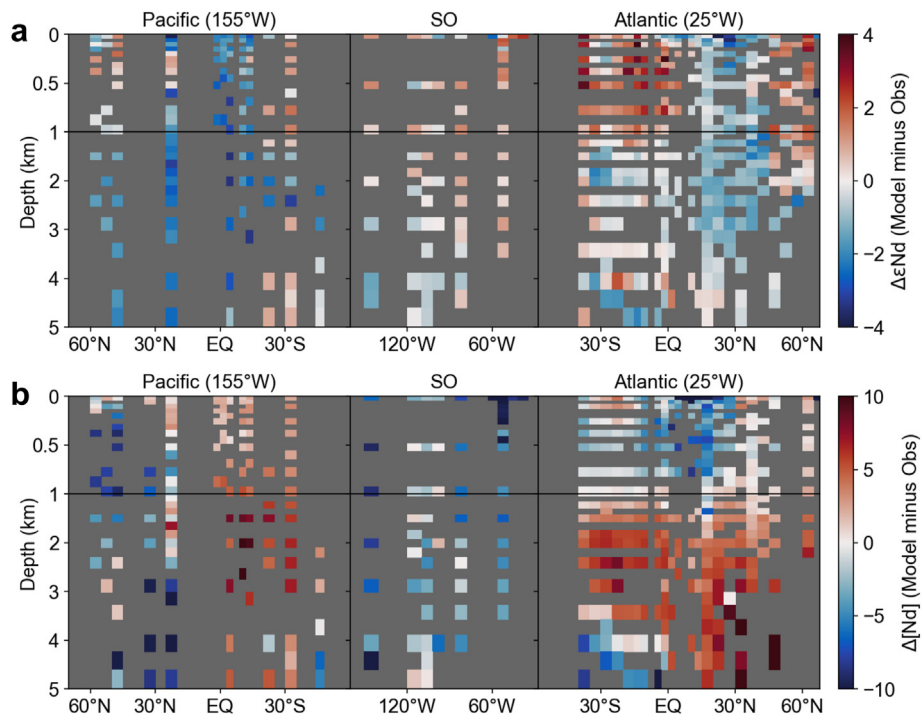 a
Pacific (155°W)
SO
Atlantic (25°W)
0
0.5
1
2
3
4
5
Depth (km)
60°N
30°N
EQ
30°S
120°W
60°W
30°S
EQ
30°N
60°N
4
2
0
−2
−4
ΔεNd (Model minus Obs)
b
Pacific (155°W)
SO
Atlantic (25°W)
0
0.5
1
2
3
4
5
Depth (km)
60°N
30°N
EQ
30°S
120°W
60°W
30°S
EQ
30°N
60°N
10
5
0
−5
−10
Δ[Nd] (Model minus Obs)